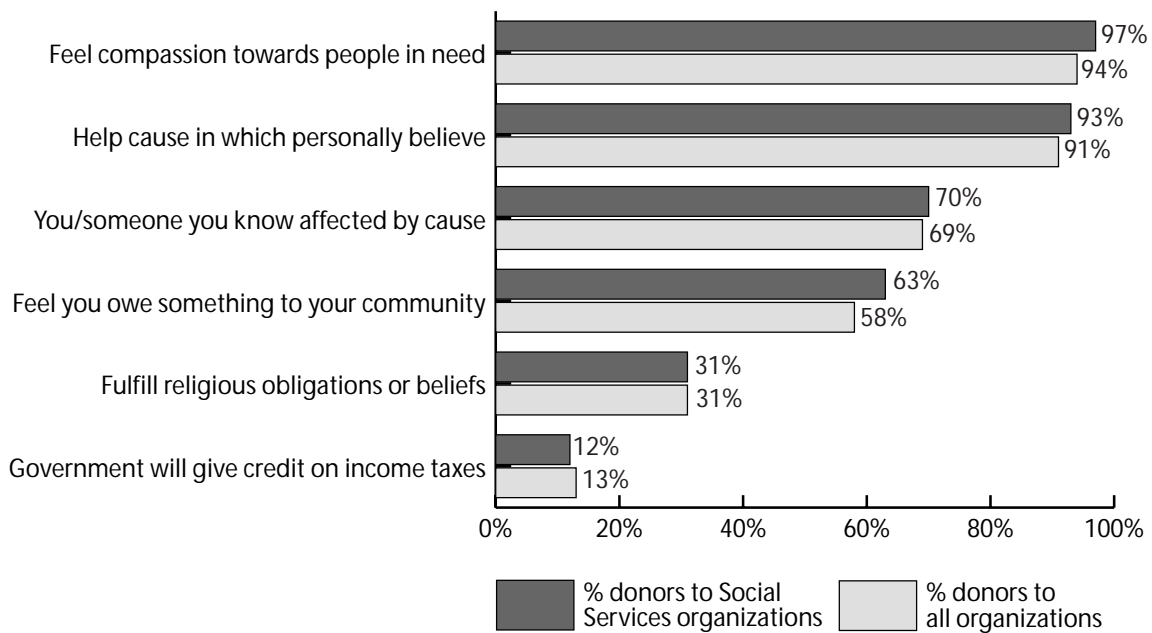 Feel compassion towards people in need
97%
94%
Help cause in which personally believe
93%
91%
You/someone you know affected by cause
70%
69%
Feel you owe something to your community
63%
58%
Fulfill religious obligations or beliefs
31%
31%
Government will give credit on income taxes
12%
13%
0% 20% 40% 60% 80% 100%
% donors to Social
Services organizations
% donors to
all organizations